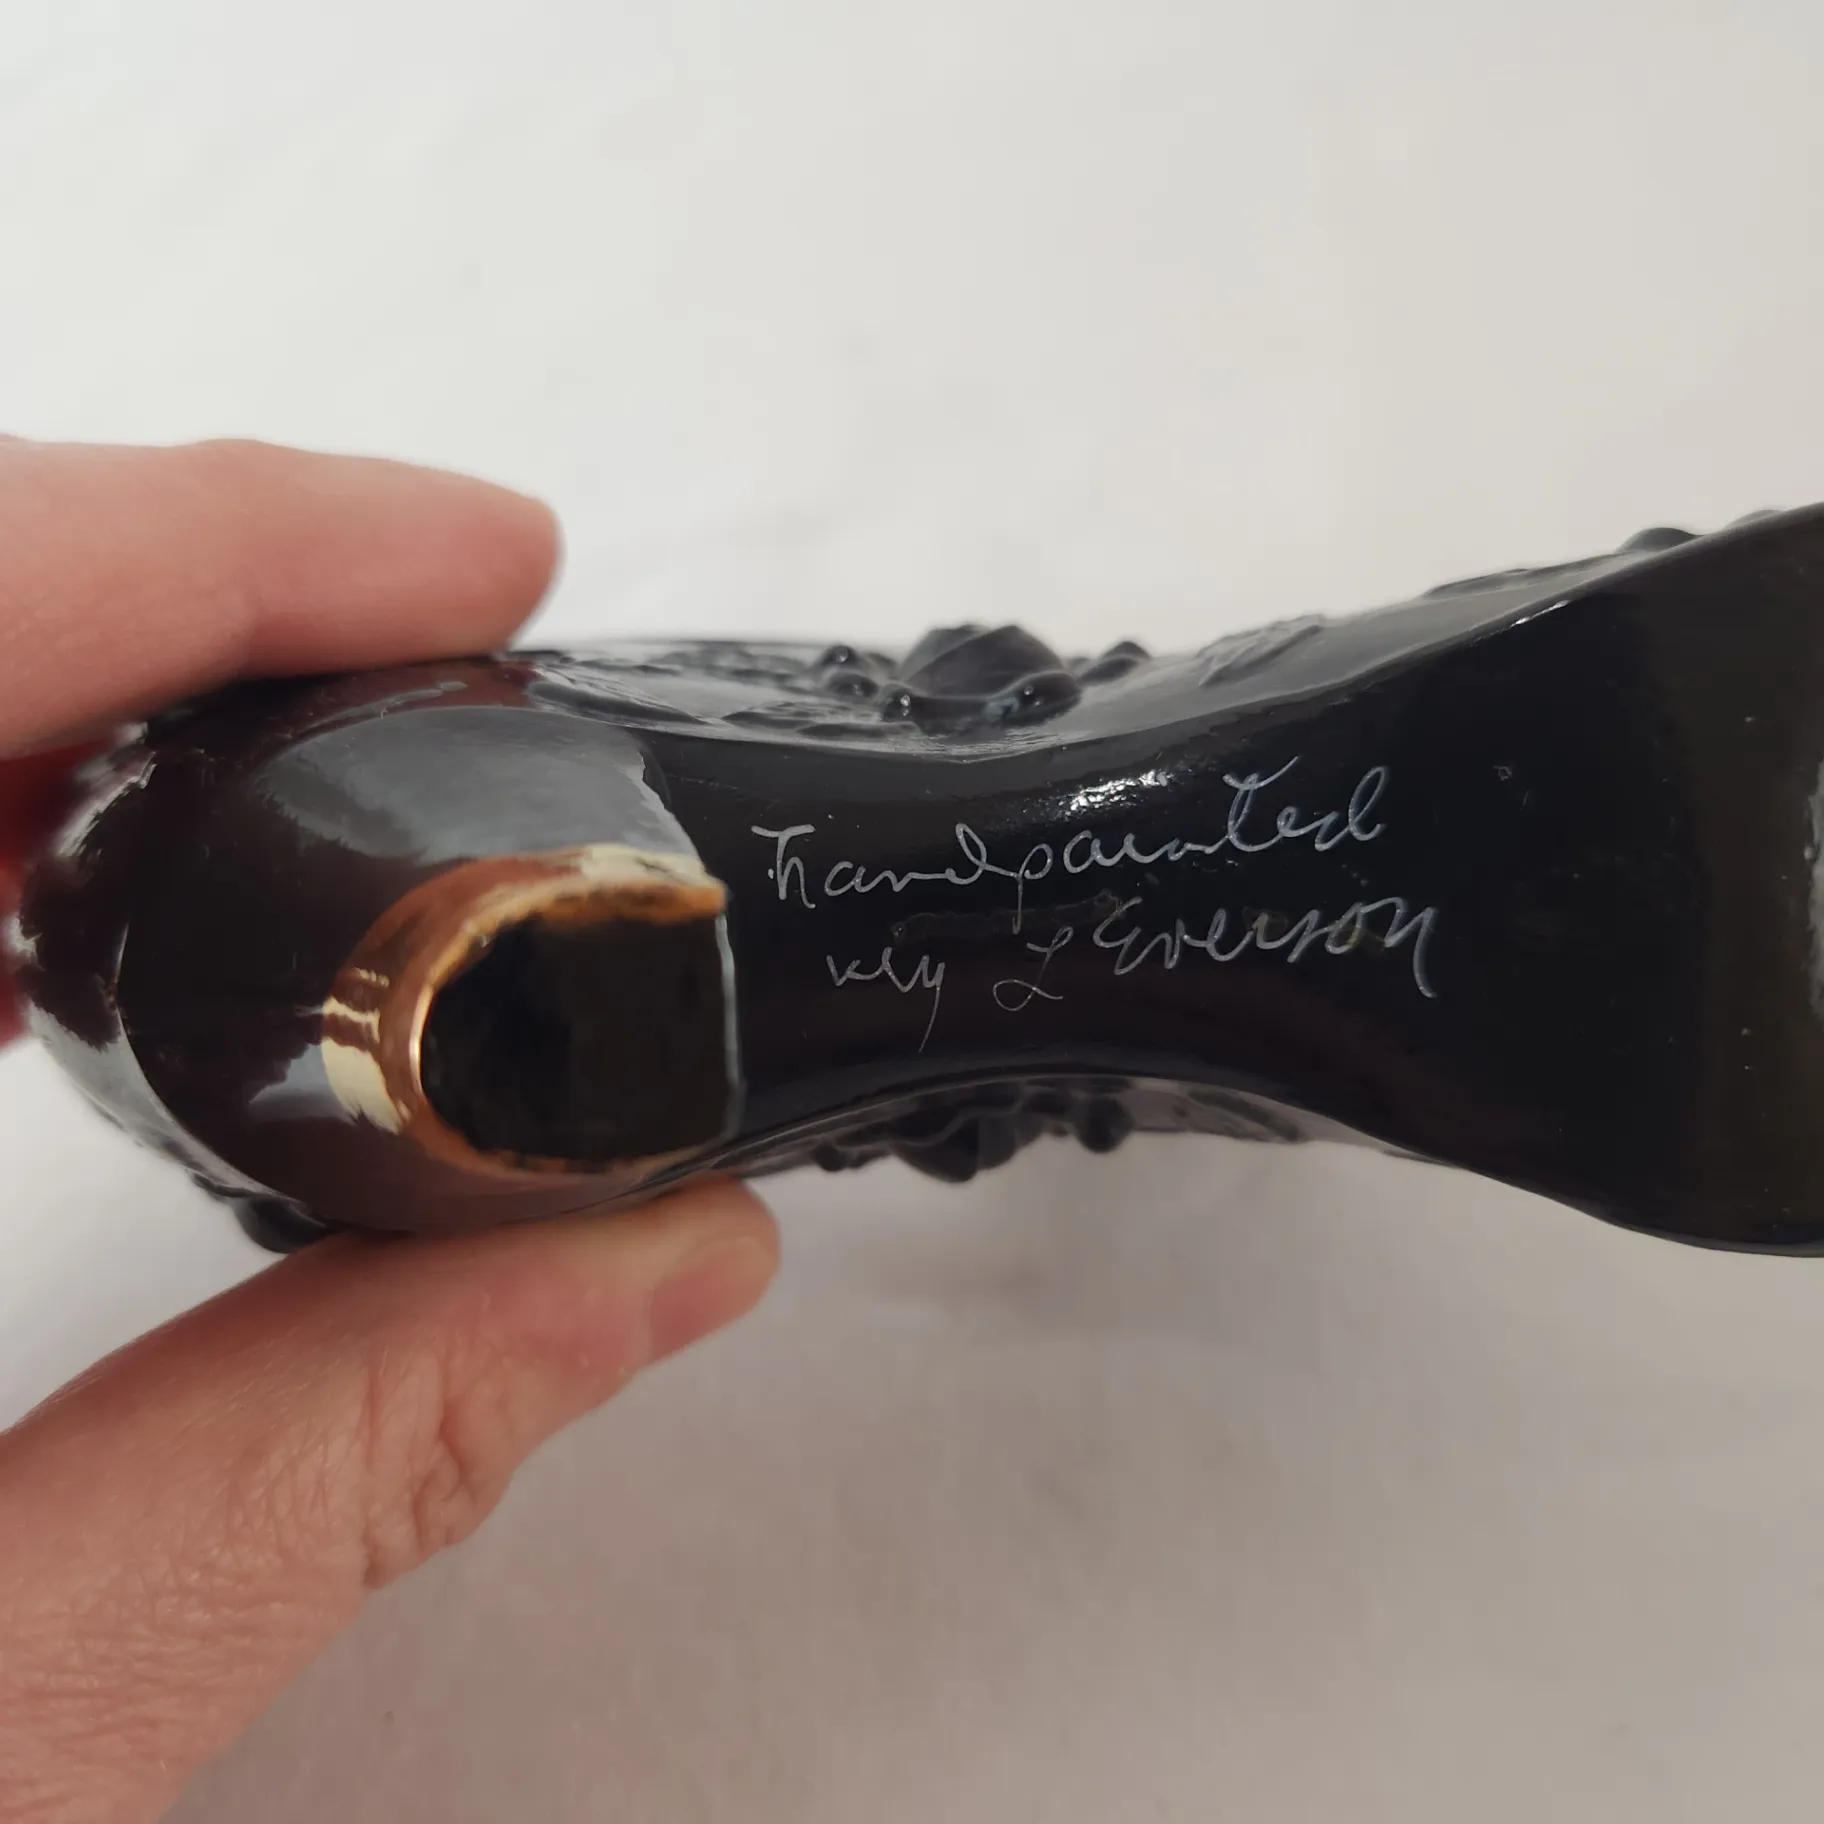 handpainted
by L Everson